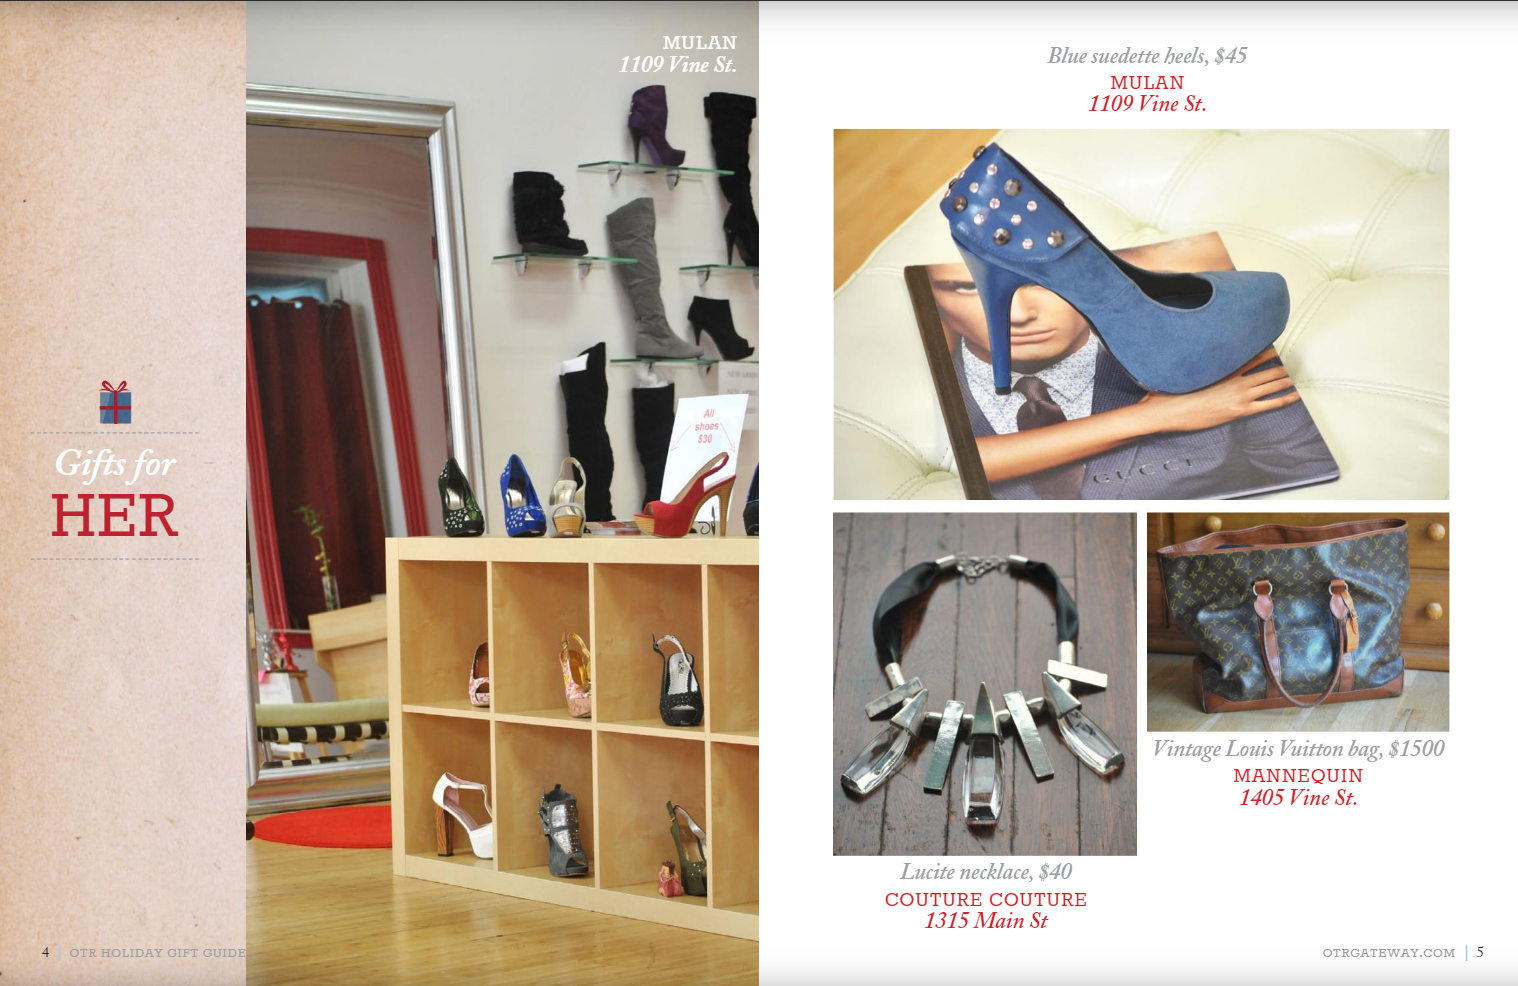 Gifts for
HER
4 | OTR HOLIDAY GIFT GUIDE
MULAN
1109 Vine St.
All
shoes
$30
Blue suedette heels, $45
MULAN
1109 Vine St.
GUCCI
Vintage Louis Vuitton bag, $1500
MANNEQUIN
1405 Vine St.
Lucite necklace, $40
COUTURE COUTURE
1315 Main St
OTRGATEWAY.COM | 5